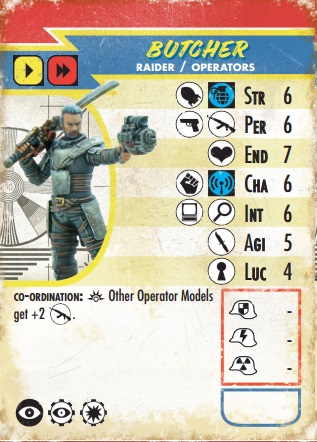 BUTCHER
RAIDER / OPERATORS
STR 6
PER 6
END 7
CHA 6
INT 6
AGI 5
LUC 4
CO-ORDINATION: Other Operator Models
get +2 .
-
-
-